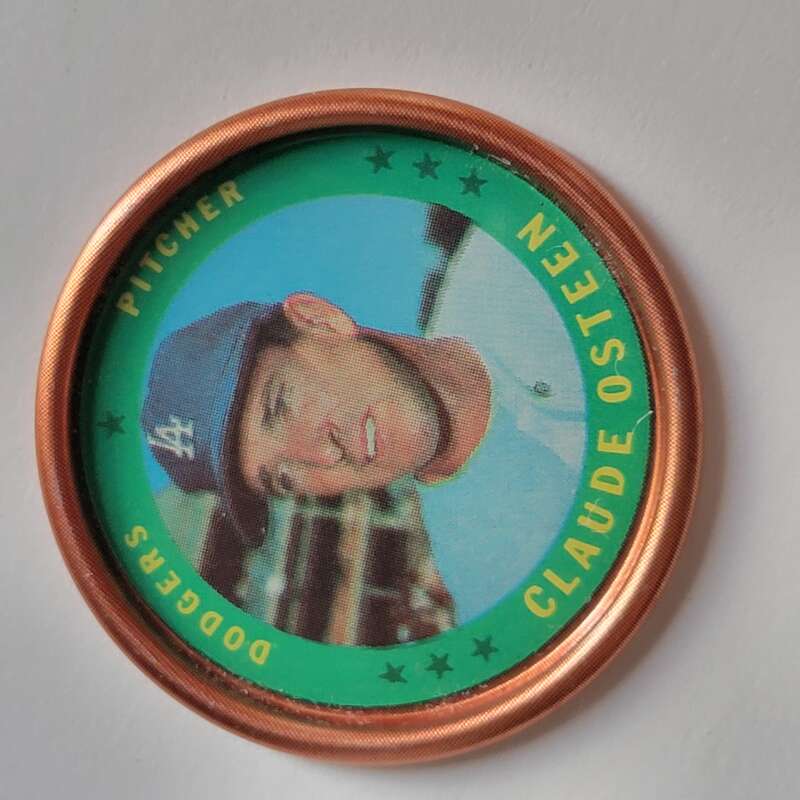 DODGERS
PITCHER
LA
CLAUDE OSTEEN